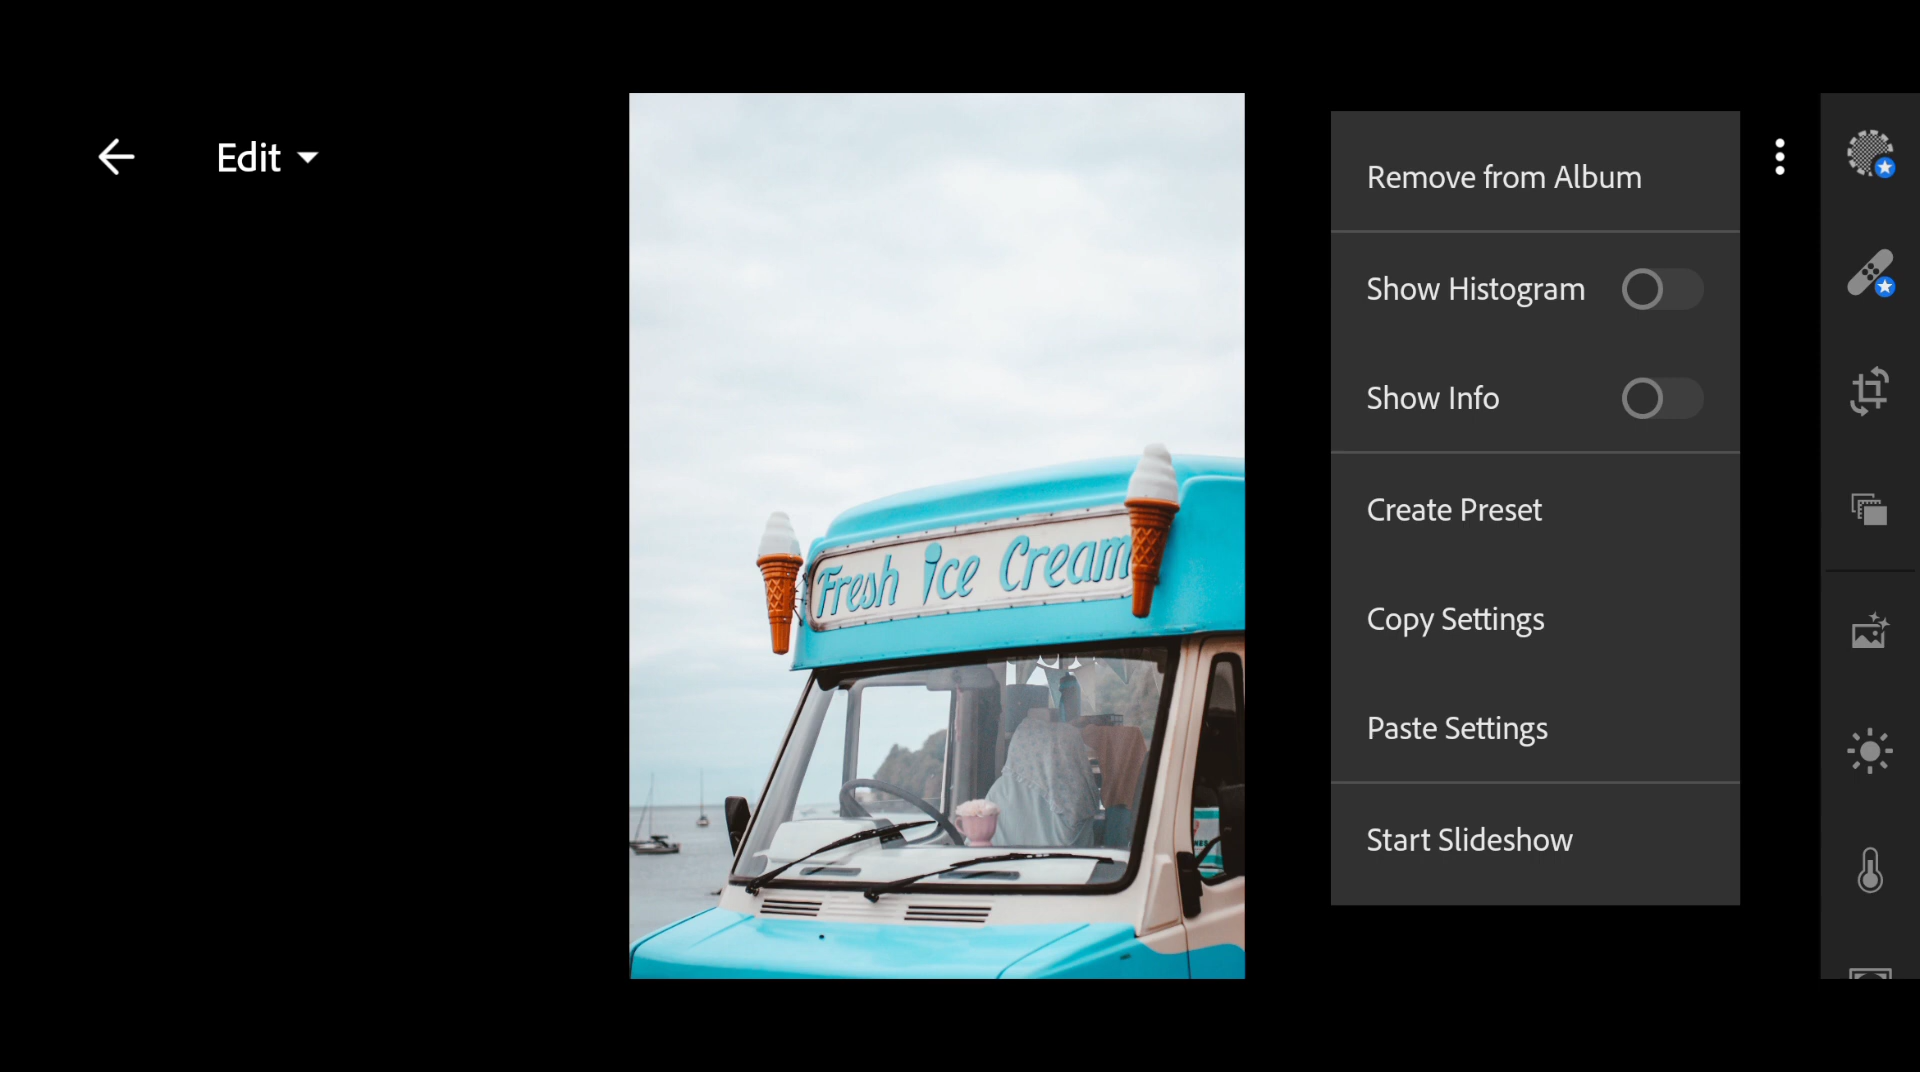 Edit
Remove from Album
Show Histogram
Show Info
Create Preset
Copy Settings
Paste Settings
Start Slideshow
Fresh ice Cream